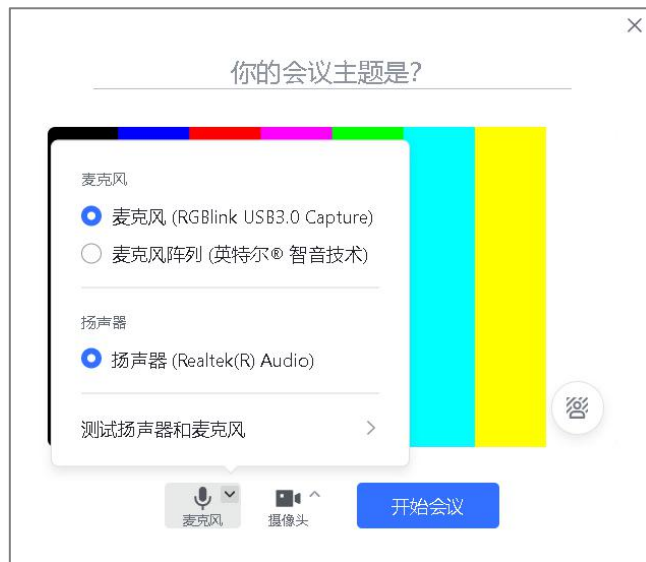 你的会议主题是?
麦克风
麦克风 (RGBlink USB3.0 Capture)
麦克风阵列 (英特尔® 智音技术)
扬声器
扬声器 (Realtek(R) Audio)
测试扬声器和麦克风
麦克风
摄像头
开始会议